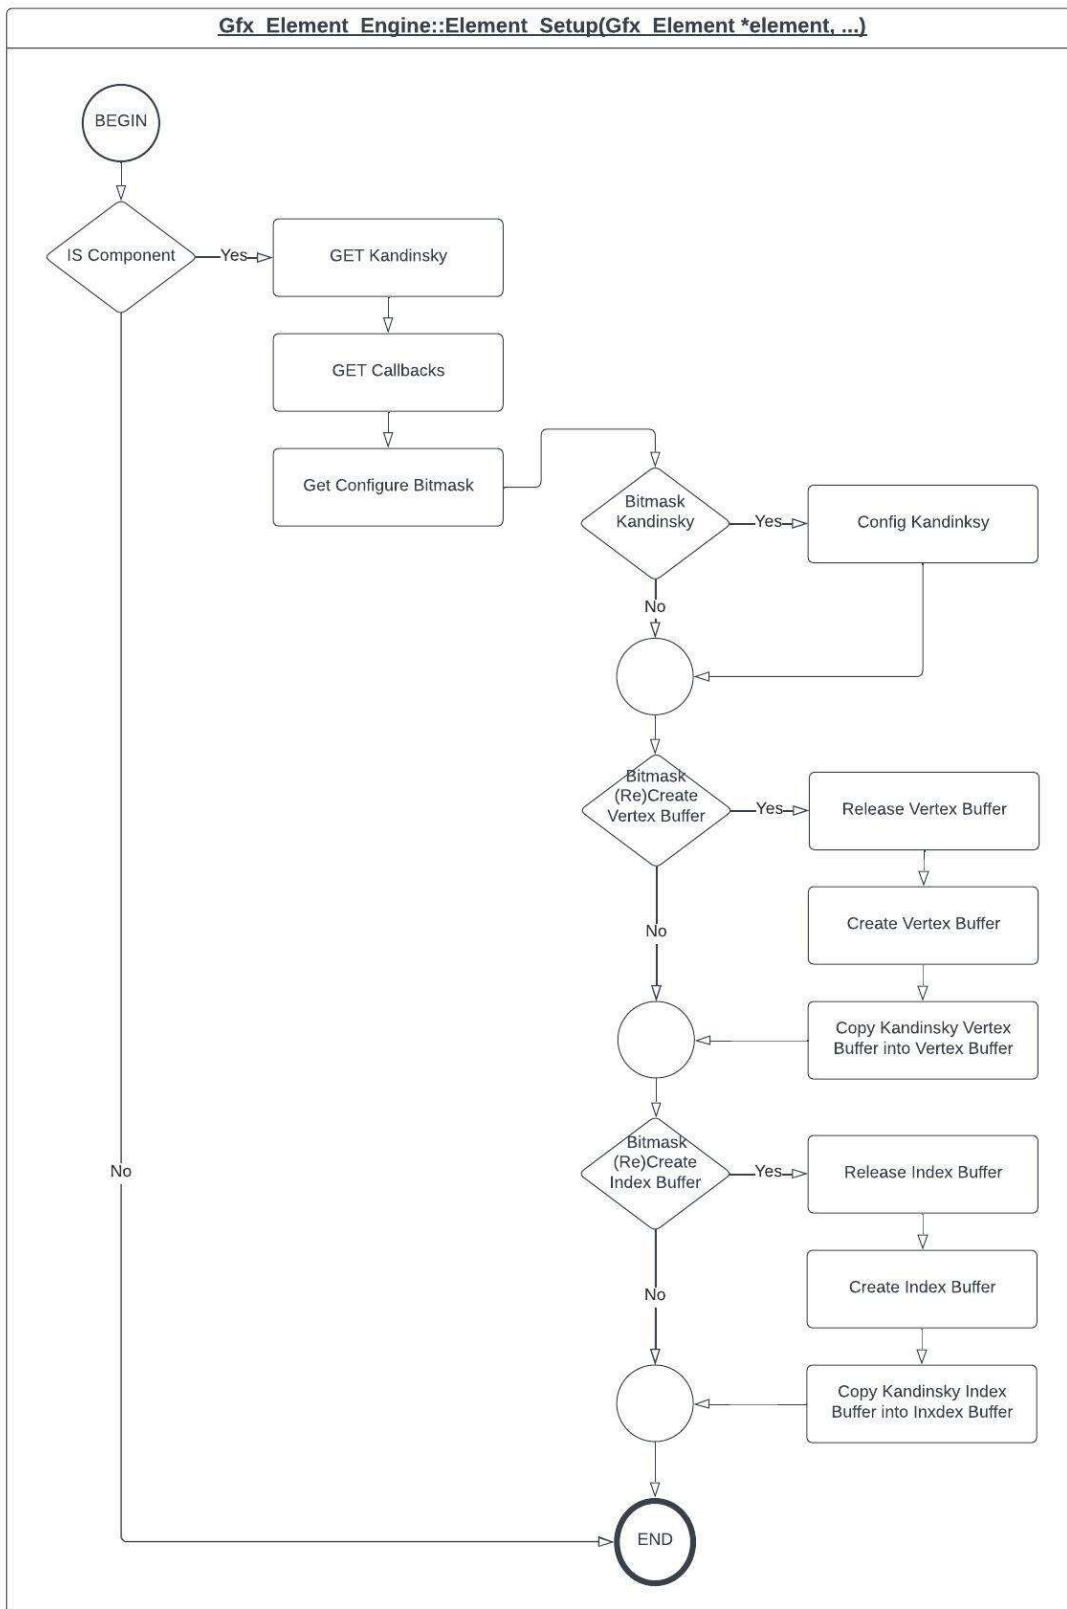 Gfx_Element_Engine::Element_Setup(Gfx_Element *element, ...)
BEGIN
IS Component
Yes
GET Kandinsky
GET Callbacks
Get Configure Bitmask
Bitmask
Kandinsky
Yes
Config Kandinksy
No
Bitmask
(Re)Create
Vertex Buffer
Yes
Release Vertex Buffer
Create Vertex Buffer
No
Copy Kandinsky Vertex
Buffer into Vertex Buffer
Bitmask
(Re)Create
Index Buffer
Yes
Release Index Buffer
No
Create Index Buffer
No
Copy Kandinsky Index
Buffer into Inxdex Buffer
END